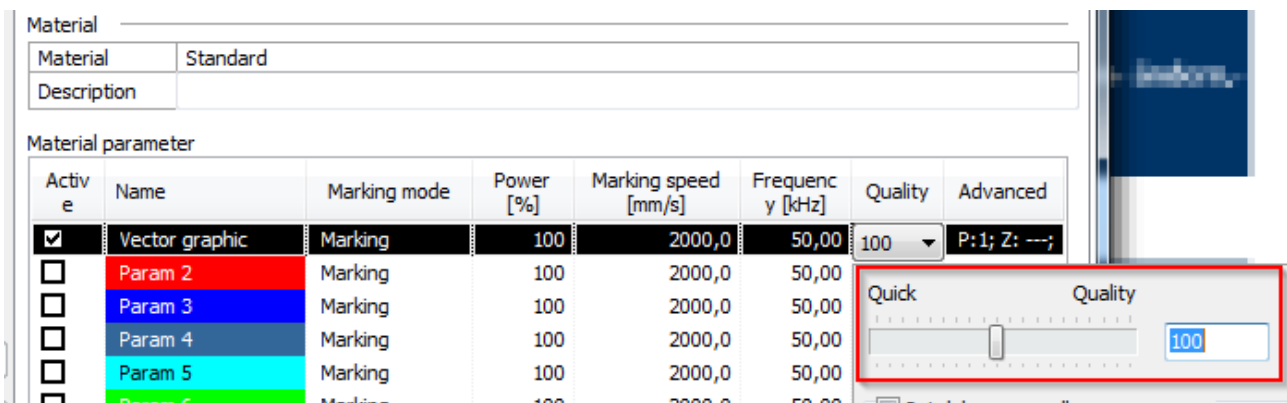 Material
Material Standard
Description
Material parameter
Activ
e Name Marking mode Power
[%] Marking speed
[mm/s] Frequenc
y [kHz] Quality Advanced
Vector graphic Marking 100 2000,0 50,00 100 P:1; Z: ---;
Param 2 Marking 100 2000,0 50,00
Quick Quality
Param 3 Marking 100 2000,0 50,00
Param 4 Marking 100 2000,0 50,00 100
Param 5 Marking 100 2000,0 50,00